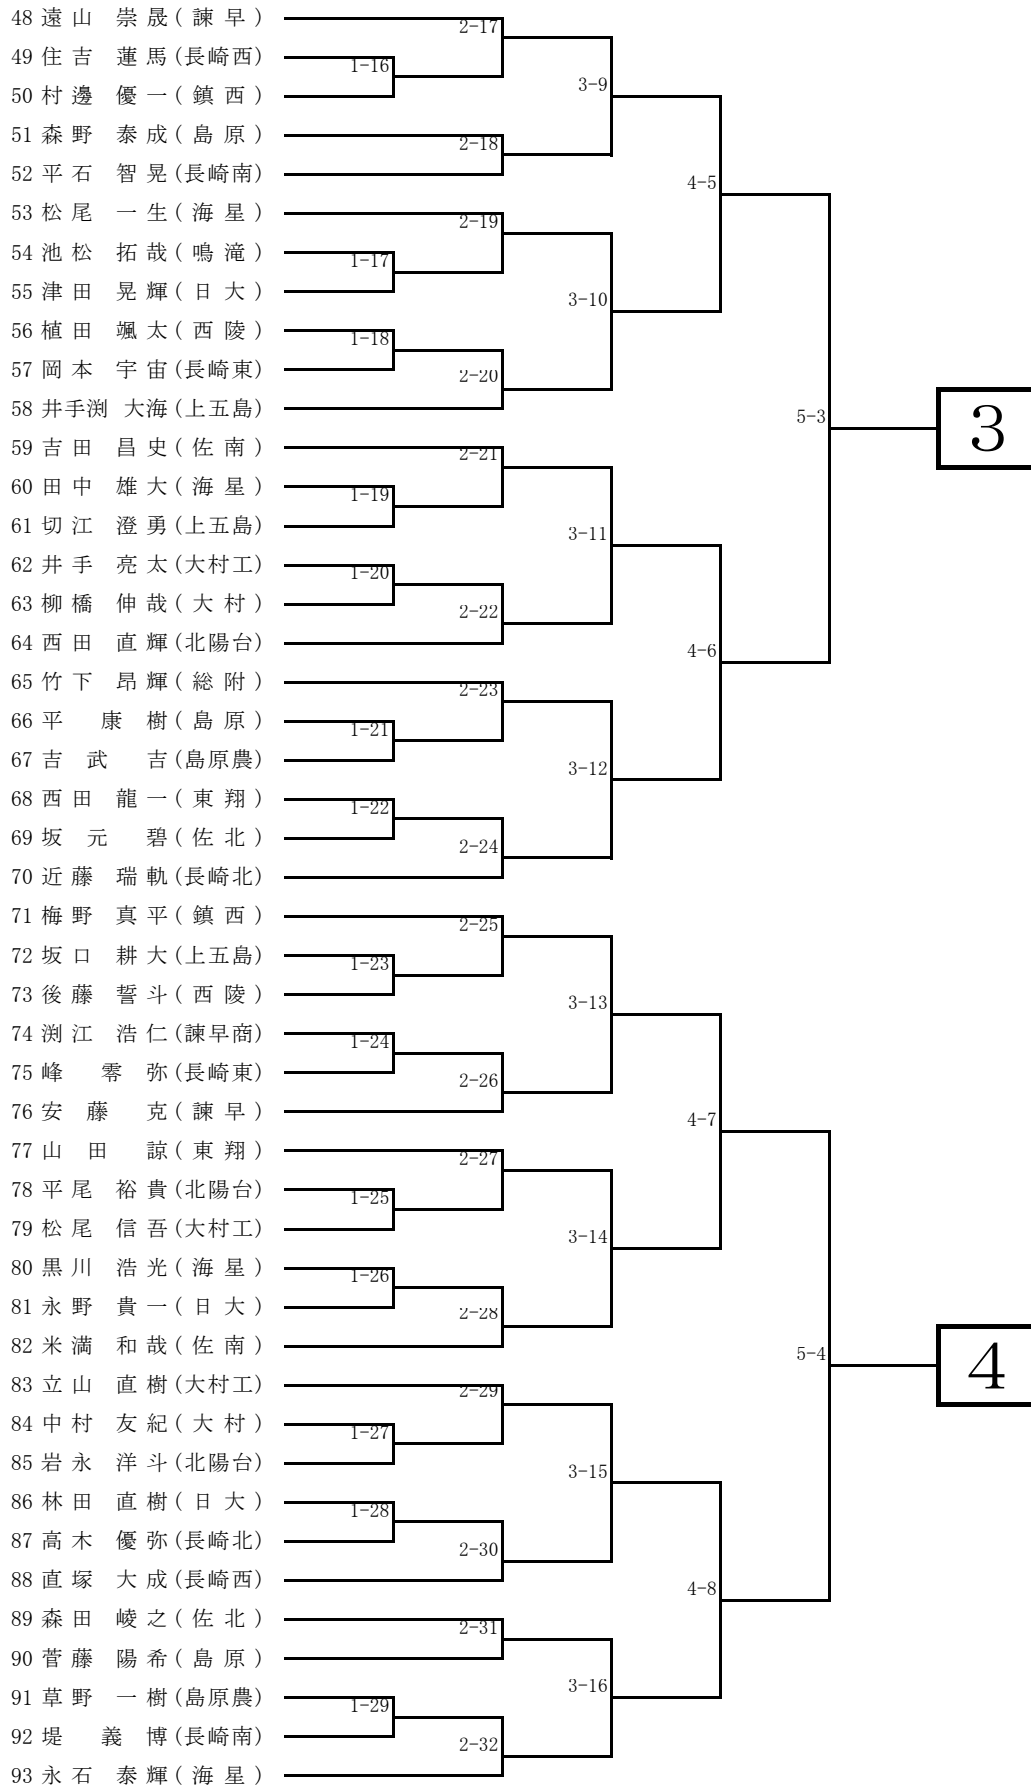 48 遠山 崇晟(諫早)
2-17
49 住吉 蓮馬(長崎西)
1-16
3-9
50 村邊 優一(鎮西)
51 森野 泰成(島原)
2-18
52 平石 智晃(長崎南)
4-5
53 松尾 一生(海星)
2-19
54 池松 拓哉(鳴滝)
1-17
55 津田 晃輝(日大)
3-10
56 植田 颯太(西陵)
1-18
57 岡本 宇宙(長崎東)
2-20
58 井手渕 大海(上五島)
5-3
3
59 吉田 昌史(佐南)
2-21
60 田中 雄大(海星)
1-19
61 切江 澄勇(上五島)
3-11
62 井手 亮太(大村工)
1-20
63 柳橋 伸哉(大村)
2-22
64 西田 直輝(北陽台)
4-6
65 竹下 昂輝(総附)
2-23
66 平 康樹(島原)
1-21
67 吉武 吉(島原農)
3-12
68 西田 龍一(東翔)
1-22
69 坂元 碧(佐北)
2-24
70 近藤 瑞軌(長崎北)
71 梅野 真平(鎮西)
2-25
72 坂口 耕大(上五島)
1-23
73 後藤 誓斗(西陵)
3-13
74 渕江 浩仁(諫早商)
1-24
75 峰 零弥(長崎東)
2-26
76 安藤 克(諫早)
4-7
77 山田 諒(東翔)
2-27
78 平尾 裕貴(北陽台)
1-25
79 松尾 信吾(大村工)
3-14
80 黒川 浩光(海星)
1-26
81 永野 貴一(日大)
2-28
82 米満 和哉(佐南)
5-4
4
83 立山 直樹(大村工)
2-29
84 中村 友紀(大村)
1-27
85 岩永 洋斗(北陽台)
3-15
86 林田 直樹(日大)
1-28
87 高木 優弥(長崎北)
2-30
88 直塚 大成(長崎西)
4-8
89 森田 崚之(佐北)
2-31
90 菅藤 陽希(島原)
3-16
91 草野 一樹(島原農)
1-29
92 堤 義博(長崎南)
2-32
93 永石 泰輝(海星)